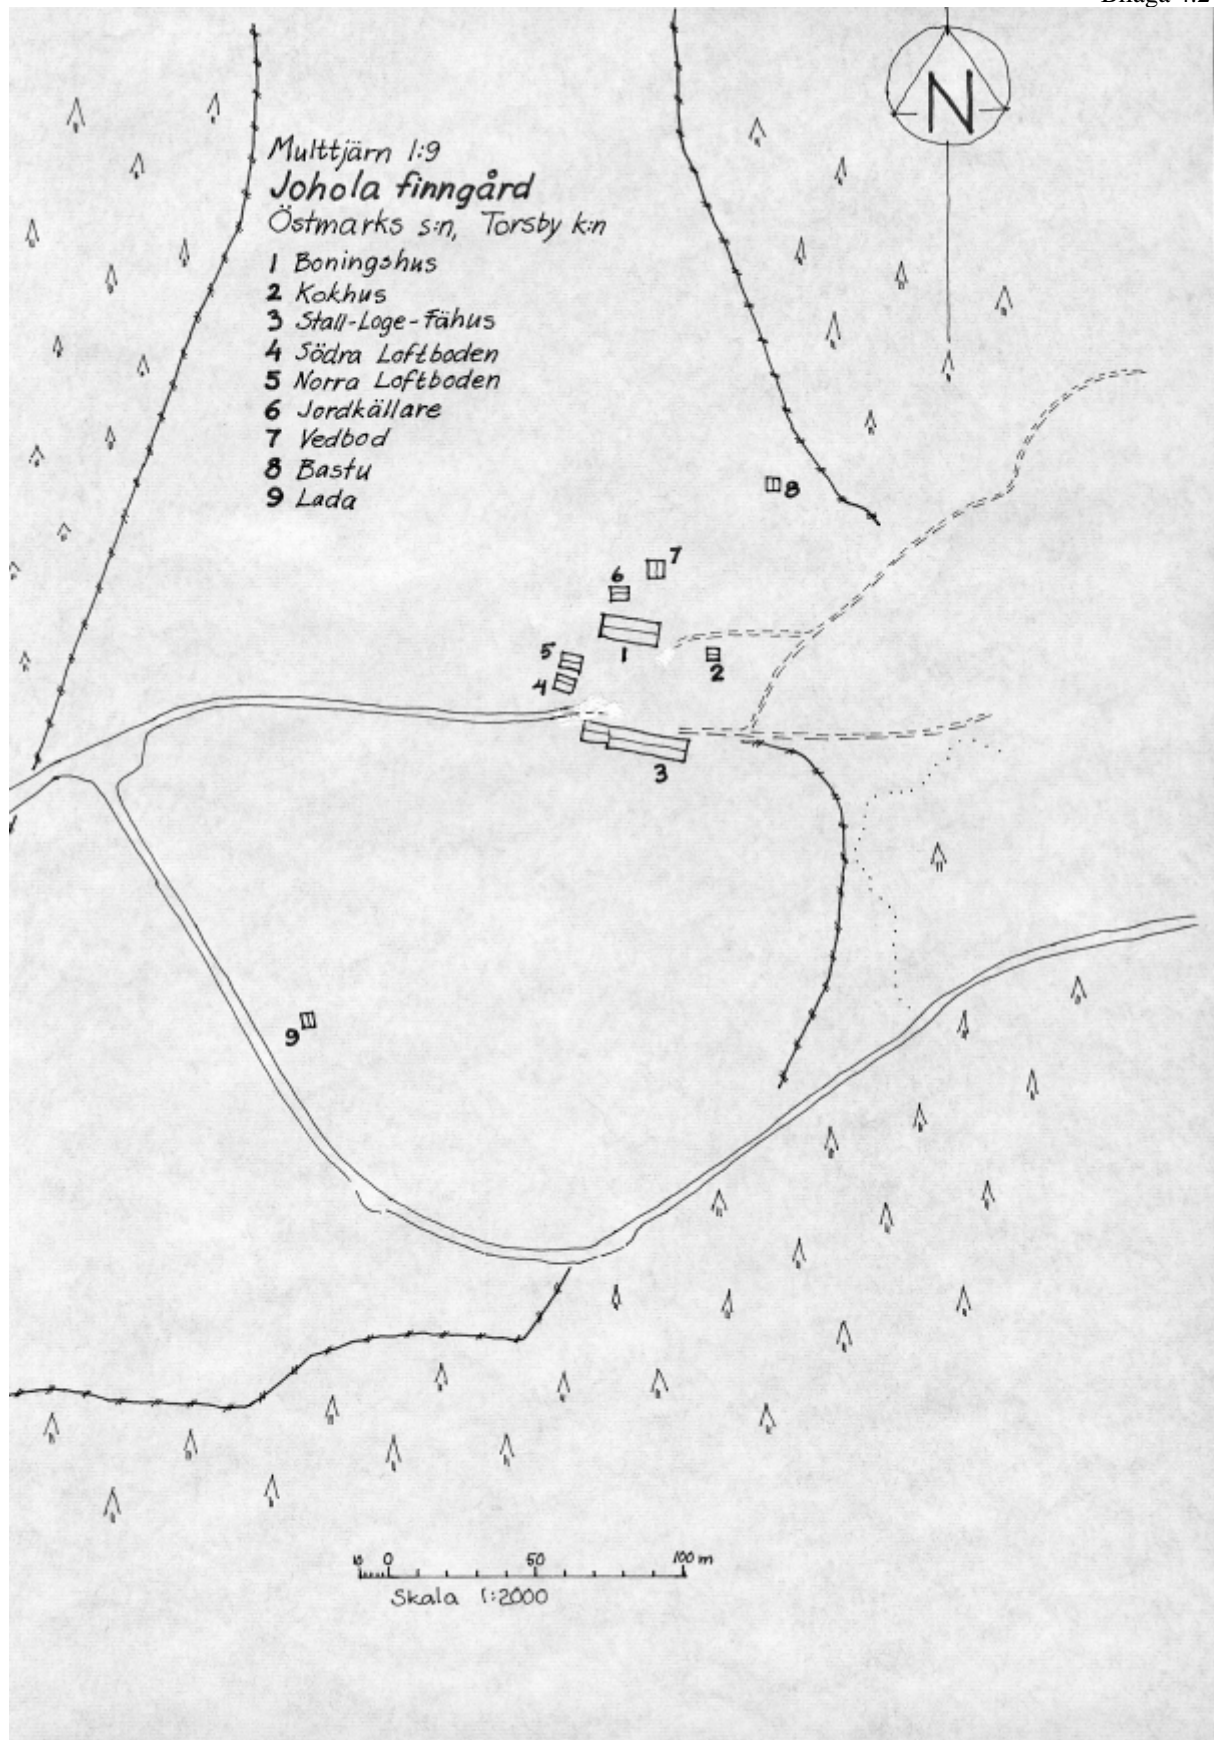 Bilaga 4:2
N
Multtjärn 1:9
Johola finngård
Östmarks s:n, Torsby k:n
1 Boningshus
2 Kokhus
3 Stall-Loge-Fähus
4 Södra Loftboden
5 Norra Loftboden
6 Jordkällare
7 Vedbod
8 Bastu
9 Lada
8
7
6
1
2
5
4
3
9
10 0 50 100 m
Skala 1:2000